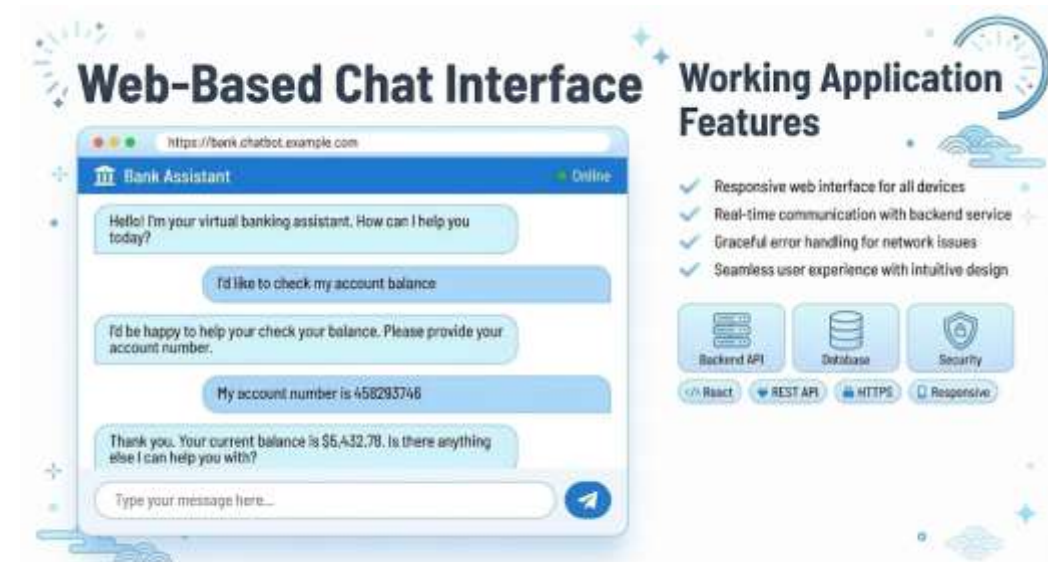 Web-Based Chat Interface
https://bank.chatbot.example.com
Bank Assistant
Online
Hello! I'm your virtual banking assistant. How can I help you
today?
I'd like to check my account balance
I'd be happy to help your check your balance. Please provide your
account number.
My account number is 458293746
Thank you. Your current balance is $5,432.78. Is there anything
else I can help you with?
Type your message here...
Working Application
Features
Responsive web interface for all devices
Real-time communication with backend service
Graceful error handling for network issues
Seamless user experience with intuitive design
Backend API
Database
Security
</> React
REST API
HTTPS
Responsive